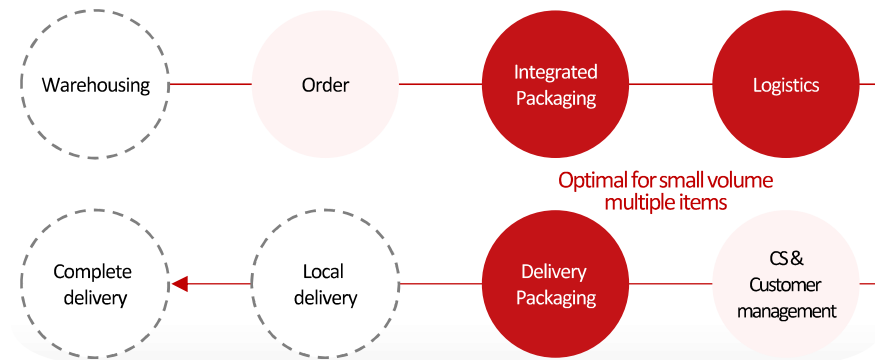 Warehousing
Order
Integrated
Packaging
Logistics
Optimal for small volume
multiple items
Complete
delivery
Local
delivery
Delivery
Packaging
CS &
Customer
management